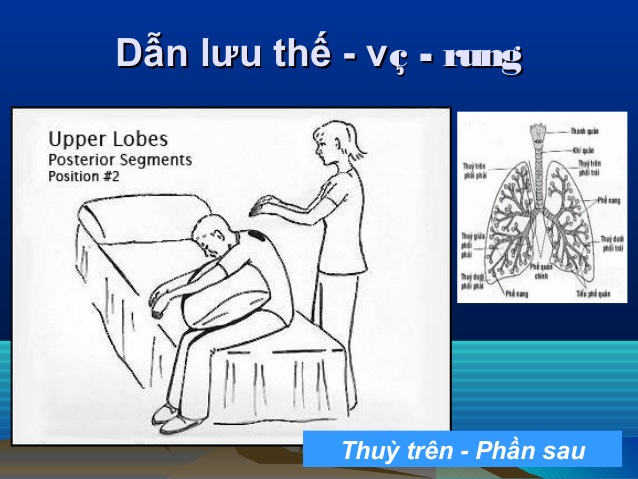 Dẫn lưu thế - vç - rung
Upper Lobes
Posterior Segments
Position #2
Thanh quản
Khí quản
Thuỳ trên
phổi phải
Thuỳ trên
phổi trái
Phế nang
Thuỳ giữa
phổi
phải
Thuỳ dưới
phổi trái
Thuỳ dưới
phổi phải
Phế quản
chính
Phế nang
Tiểu phế quản
Thuỳ trên - Phần sau